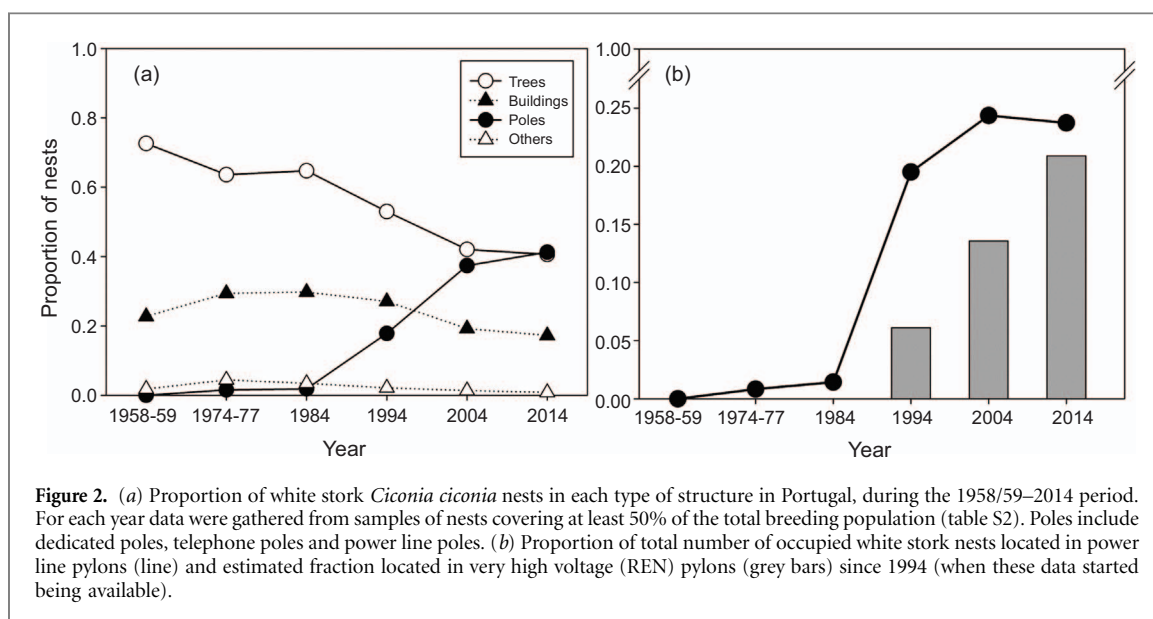 (a)
Trees
Buildings
Poles
Others
Proportion of nests
1.0
0.8
0.6
0.4
0.2
0.0
1958-59 1974-77 1984 1994 2004 2014
Year
(b)
1.00
0.25
0.20
0.15
0.10
0.05
0.00
1958-59 1974-77 1984 1994 2004 2014
Year
Figure 2. (a) Proportion of white stork Ciconia ciconia nests in each type of structure in Portugal, during the 1958/59–2014 period.
For each year data were gathered from samples of nests covering at least 50% of the total breeding population (table S2). Poles include
dedicated poles, telephone poles and power line poles. (b) Proportion of total number of occupied white stork nests located in power
line pylons (line) and estimated fraction located in very high voltage (REN) pylons (grey bars) since 1994 (when these data started
being available).